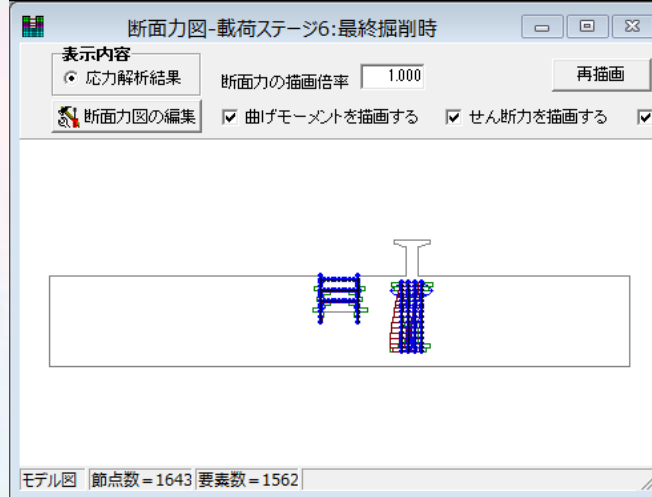 断面力図-載荷ステージ6:最終掘削時
表示内容
応力解析結果
断面力の描画倍率 1.000
再描画
断面力図の編集
曲げモーメントを描画する
せん断力を描画する
モデル図 節点数=1643 要素数=1562